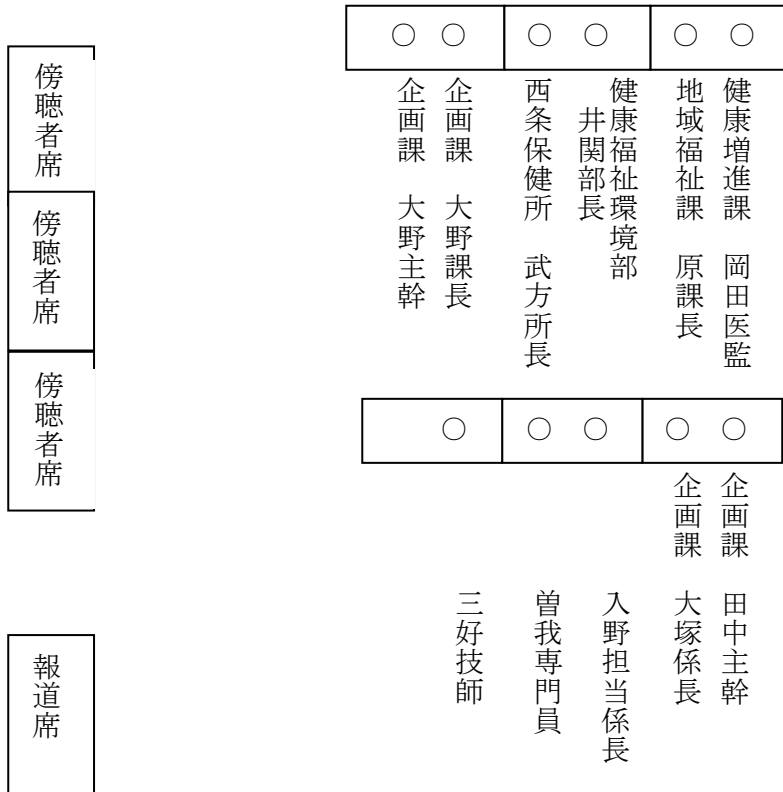 ○ ○ ○ ○ ○ ○
健康増進課 岡田医監
地域福祉課 原課長
健康福祉環境部
井関部長
西条保健所 武方所長
企画課 大野課長
企画課 大野主幹
○ ○ ○ ○ ○
企画課 田中主幹
企画課 大塚係長
入野担当係長
曽我専門員
三好技師
傍聴者席
傍聴者席
傍聴者席
報道席